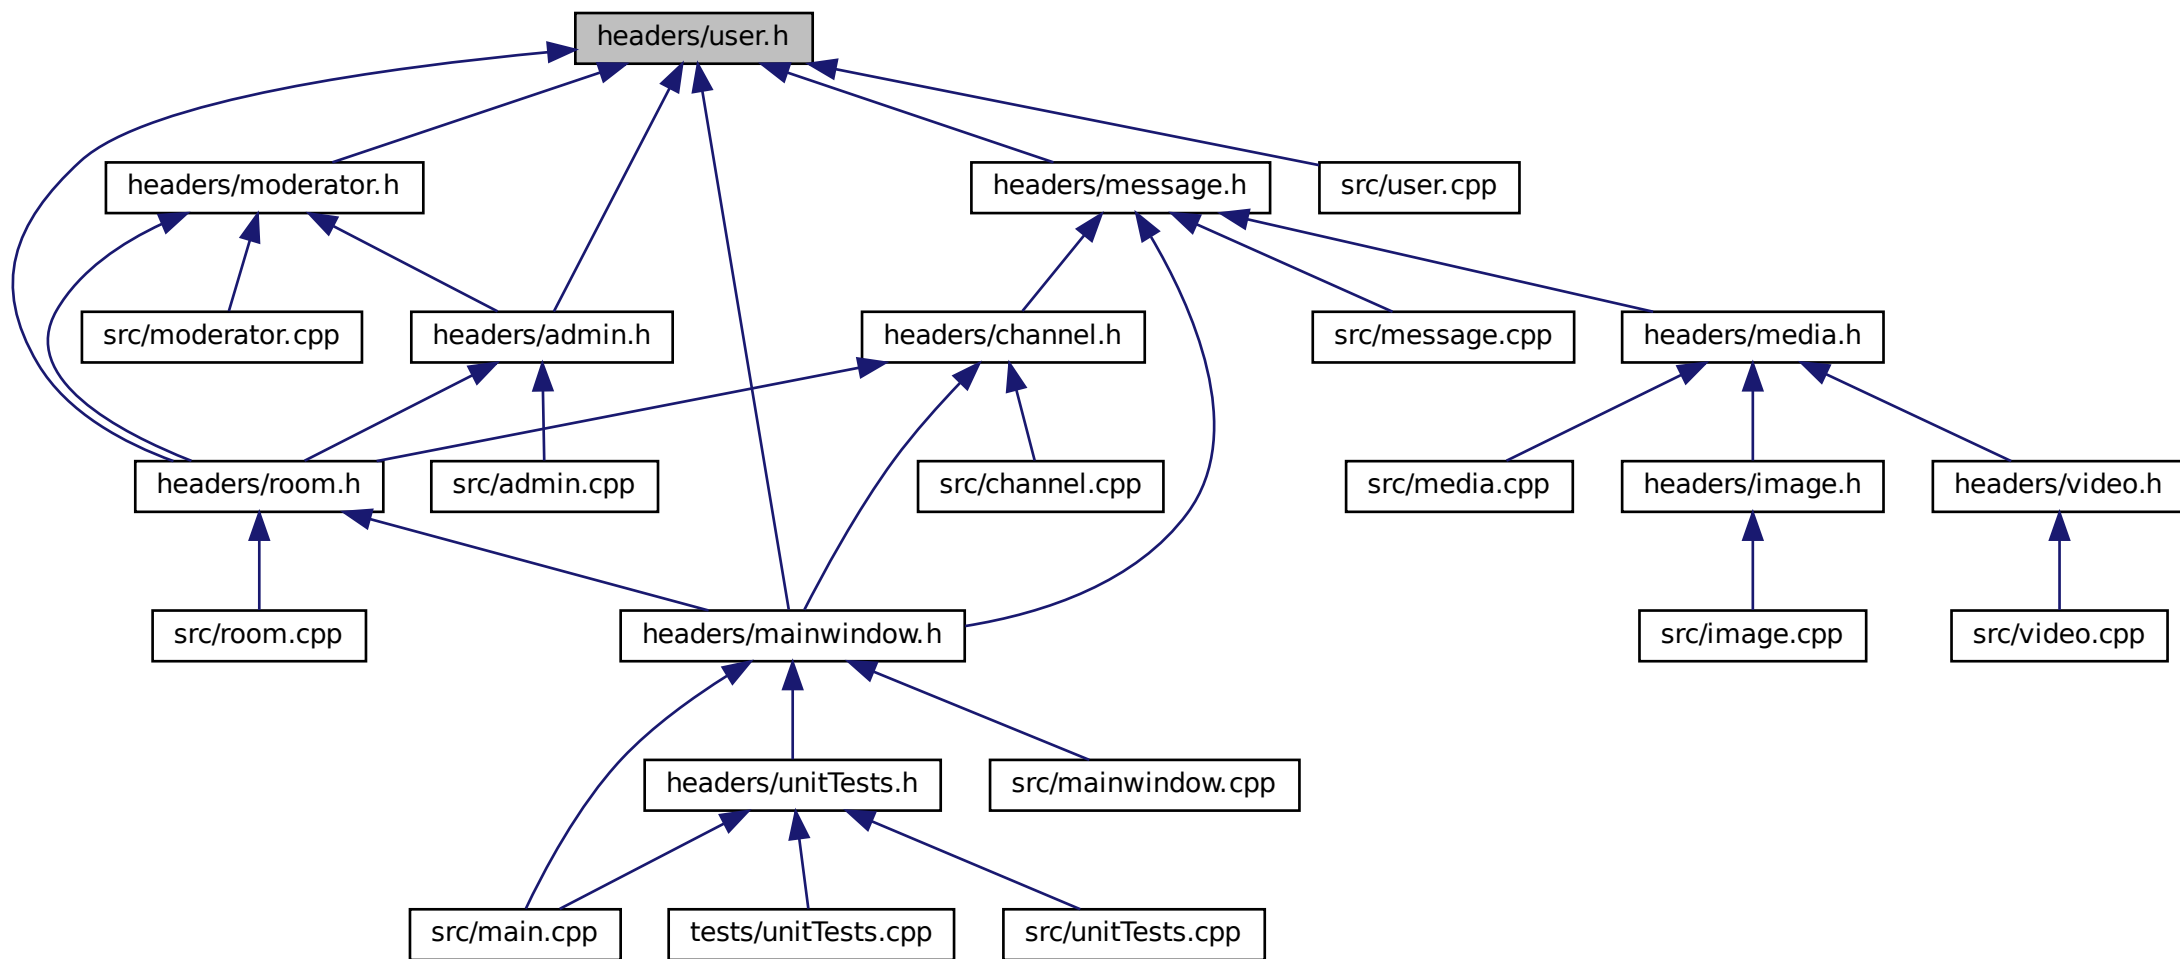 headers/user.h
headers/moderator.h
headers/message.h
src/user.cpp
src/moderator.cpp
headers/admin.h
headers/channel.h
src/message.cpp
headers/media.h
headers/room.h
src/admin.cpp
src/channel.cpp
src/media.cpp
headers/image.h
headers/video.h
src/room.cpp
headers/mainwindow.h
src/image.cpp
src/video.cpp
headers/unitTests.h
src/mainwindow.cpp
src/main.cpp
tests/unitTests.cpp
src/unitTests.cpp